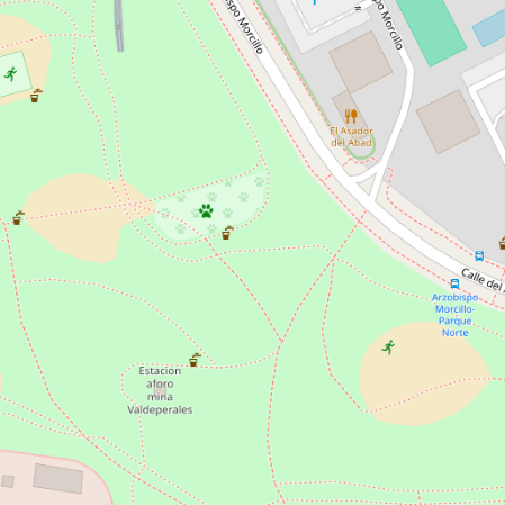 spo Morcillo
po Morcillo
El Asador
del Abad
Calle del
Arzobispo
Morcillo-
Parque
Norte
Estacion
aforo
mina
Valdeperales